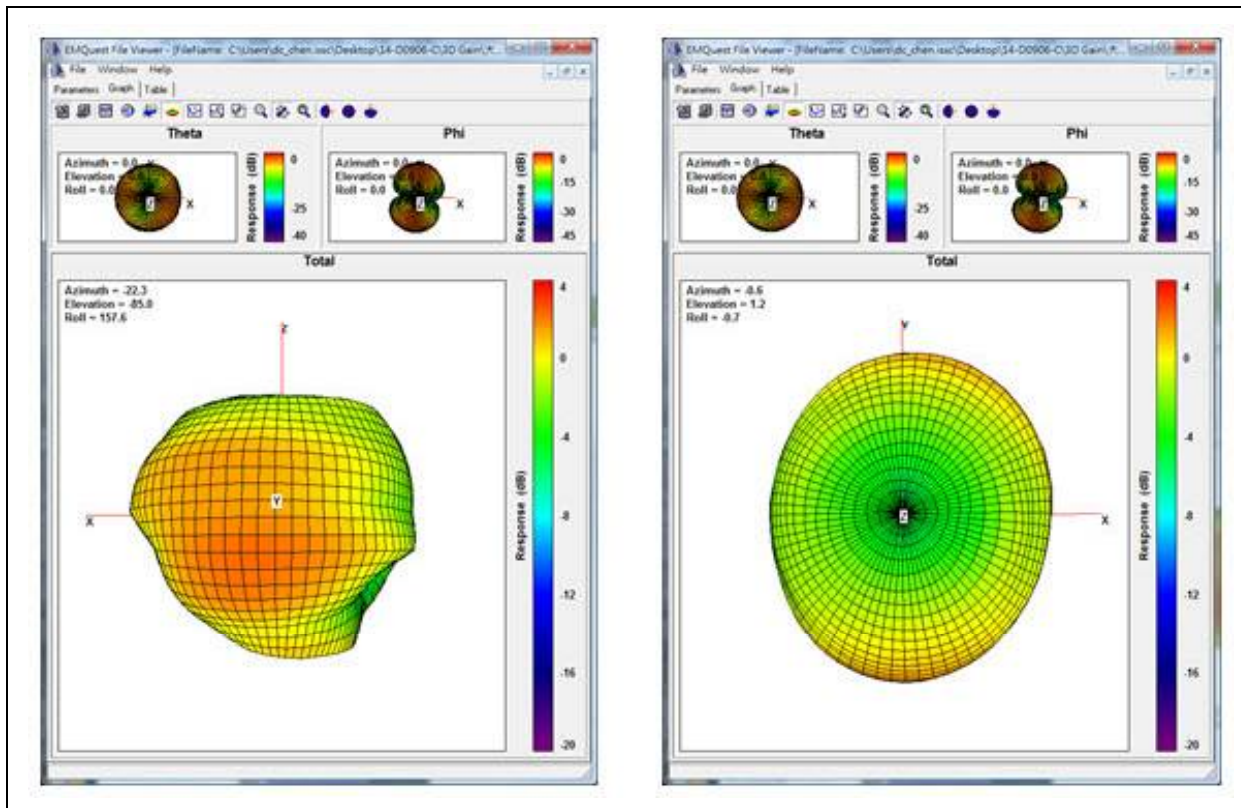 EMQuest File Viewer - [FileName: C:\Users\dc_chen.issc\Desktop\14-D0906-C\3D Gain\
File Window Help
Parameters Graph Table
Theta
Phi
Azimuth = 0.0
Elevation
Roll = 0.0
Z
X
Response (dB)
0
-25
-40
Azimuth = 0.0
Elevation
Roll = 0.0
Z
X
Response (dB)
0
-15
-30
-45
Total
Azimuth = -22.3
Elevation = -85.0
Roll = 157.6
Z
Y
X
Response (dB)
4
0
-4
-8
-12
-16
-20
EMQuest File Viewer - [FileName: C:\Users\dc_chen.issc\Desktop\14-D0906-C\3D Gain\
File Window Help
Parameters Graph Table
Theta
Phi
Azimuth = 0.0
Elevation
Roll = 0.0
Z
X
Response (dB)
0
-25
-40
Azimuth = 0.0
Elevation
Roll = 0.0
Z
X
Response (dB)
0
-15
-30
-45
Total
Azimuth = -0.6
Elevation = 1.2
Roll = -0.7
Y
Z
X
Response (dB)
4
0
-4
-8
-12
-16
-20